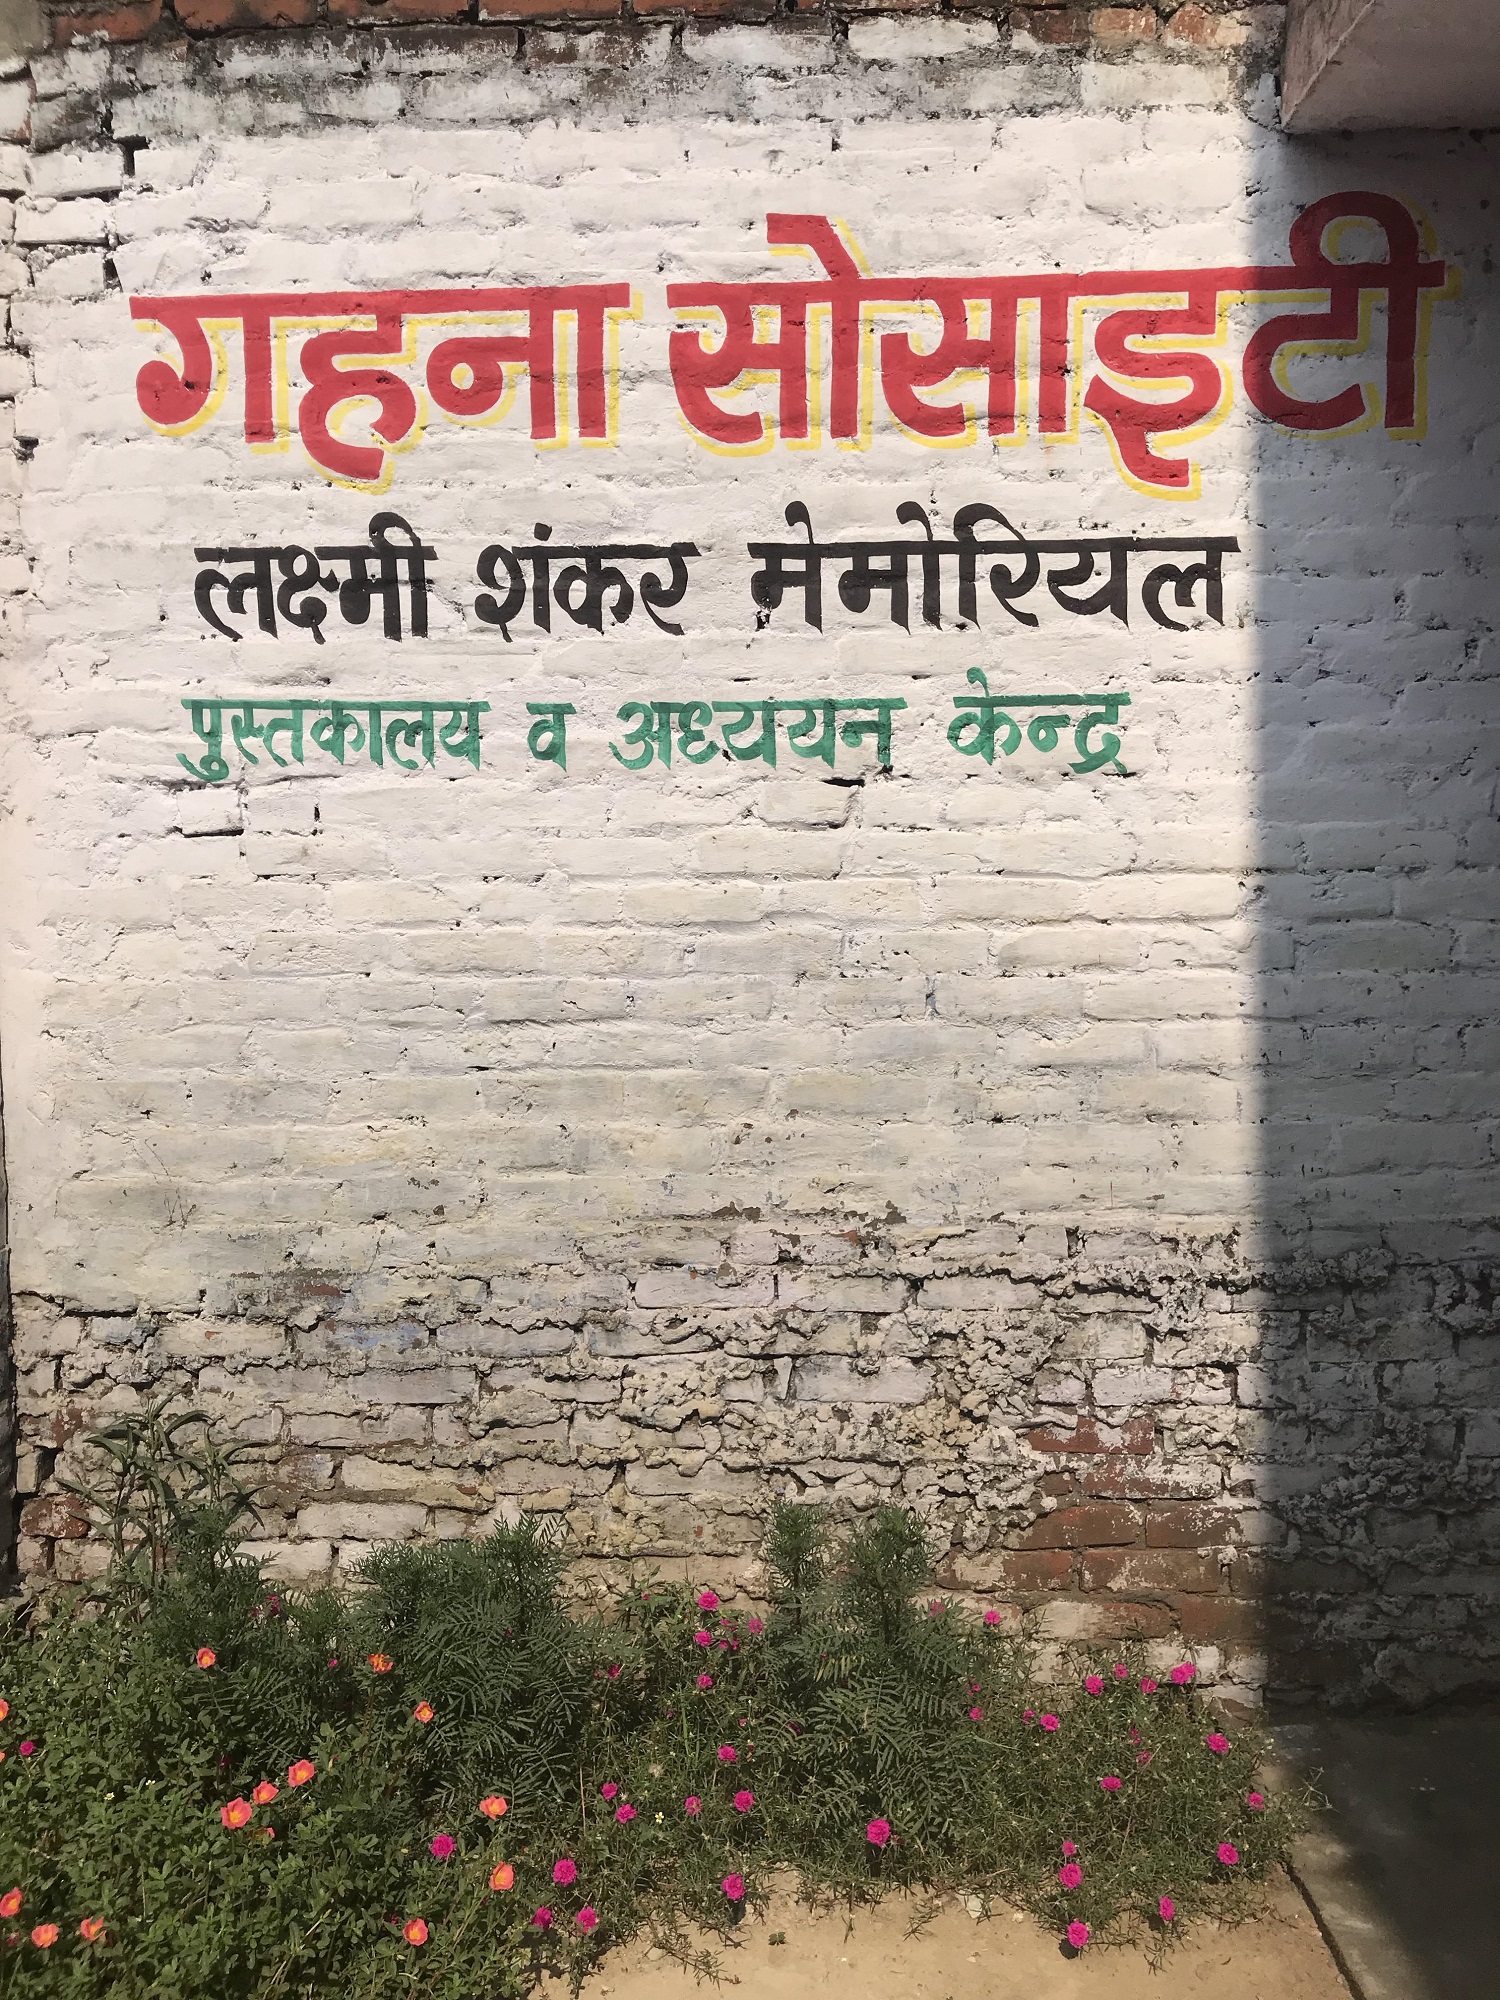 गहना सोसाइटी
लक्ष्मी शंकर मेमोरियल
पुस्तकालय व अध्ययन केन्द्र